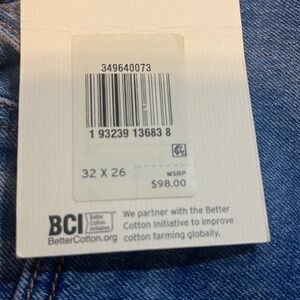 349640073
1 93239 13683 8
32 X 26
MSRP
$98.00
BCI Better Cotton Initiative
BetterCotton.org
We partner with the Better
Cotton Initiative to improve
cotton farming globally.